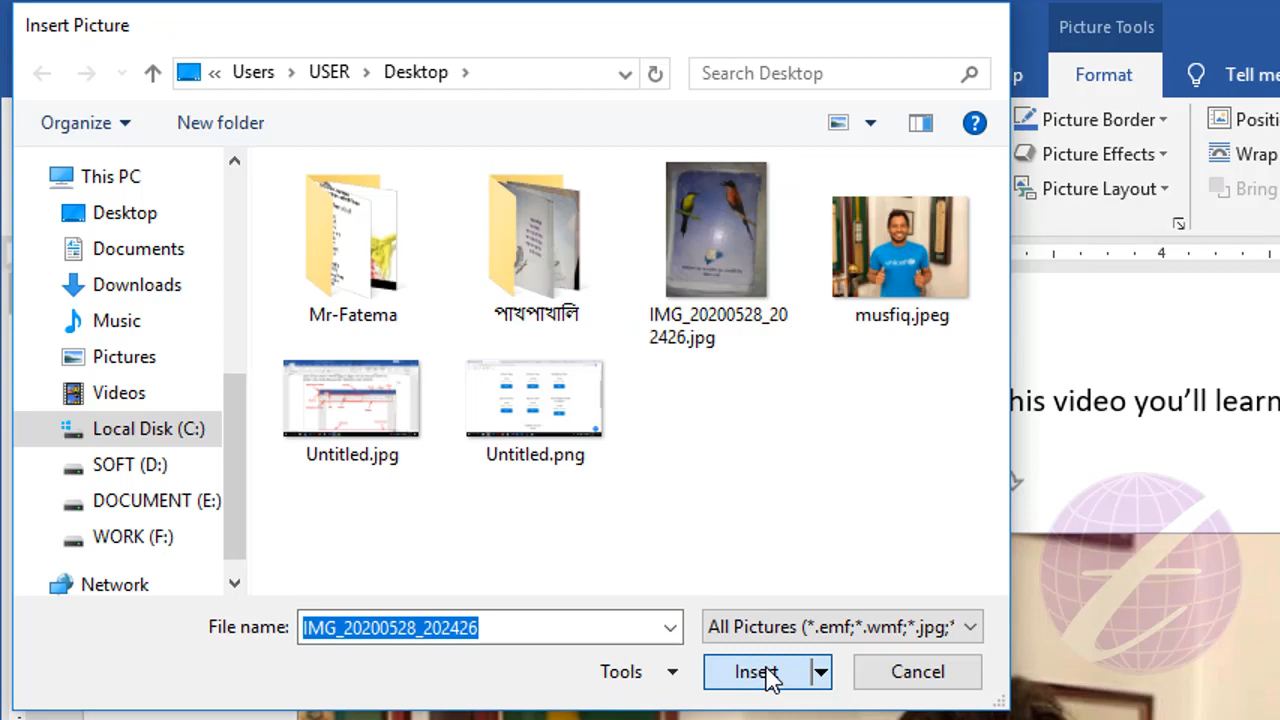 Insert Picture
Picture Tools
« Users > USER > Desktop >
Search Desktop
Format
Tell me
Organize
New folder
Picture Border
Picture Effects
Picture Layout
Positi
Wrap
Bring
This PC
Desktop
Documents
Downloads
Music
Pictures
Videos
Local Disk (C:)
SOFT (D:)
DOCUMENT (E:)
WORK (F:)
Network
Mr-Fatema
পাখপাখালি
IMG_20200528_20
2426.jpg
musfiq.jpeg
unicef
Untitled.jpg
Untitled.png
4
his video you’ll learn
File name:
IMG_20200528_202426
All Pictures (*.emf;*.wmf;*.jpg;*
Tools
Insert
Cancel